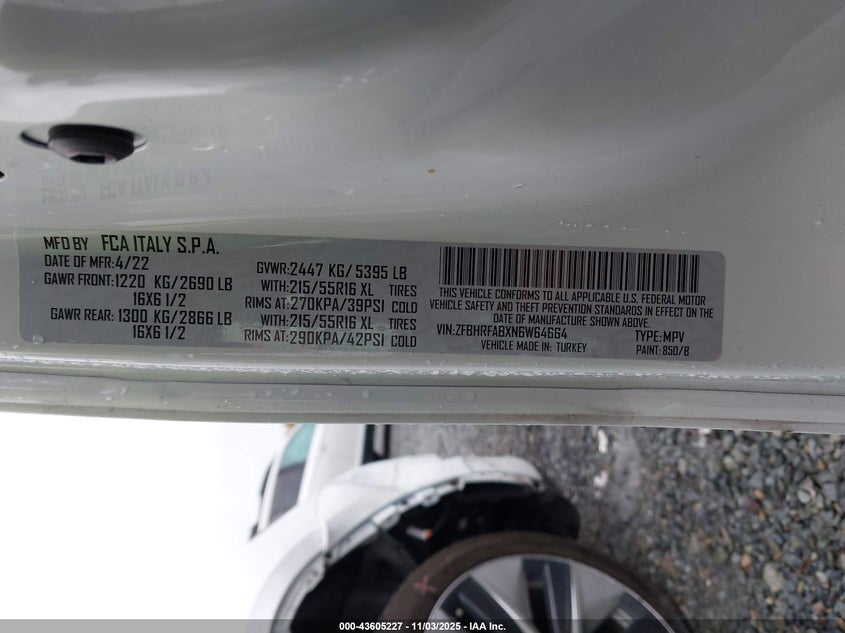 MFD BY FCA ITALY S.P.A.
DATE OF MFR: 4/22
GAWR FRONT: 1220 KG/2690 LB
16X6 1/2
GAWR REAR: 1300 KG/2866 LB
16X6 1/2
GVWR: 2447 KG/ 5395 LB
WITH: 215/55R16 XL TIRES
RIMS AT: 270KPA/39PSI COLD
WITH: 215/55R16 XL TIRES
RIMS AT: 290KPA/42PSI COLD
THIS VEHICLE CONFORMS TO ALL APPLICABLE U.S. FEDERAL MOTOR
VEHICLE SAFETY AND THEFT PREVENTION STANDARDS IN EFFECT ON THE
DATE OF MANUFACTURE SHOWN ABOVE
VIN: ZFBHRFABXN6W64664 TYPE: MPV
VEHICLE MADE IN: TURKEY PAINT: 850/B
000-43605227 - 11/03/2025 - IAA Inc.